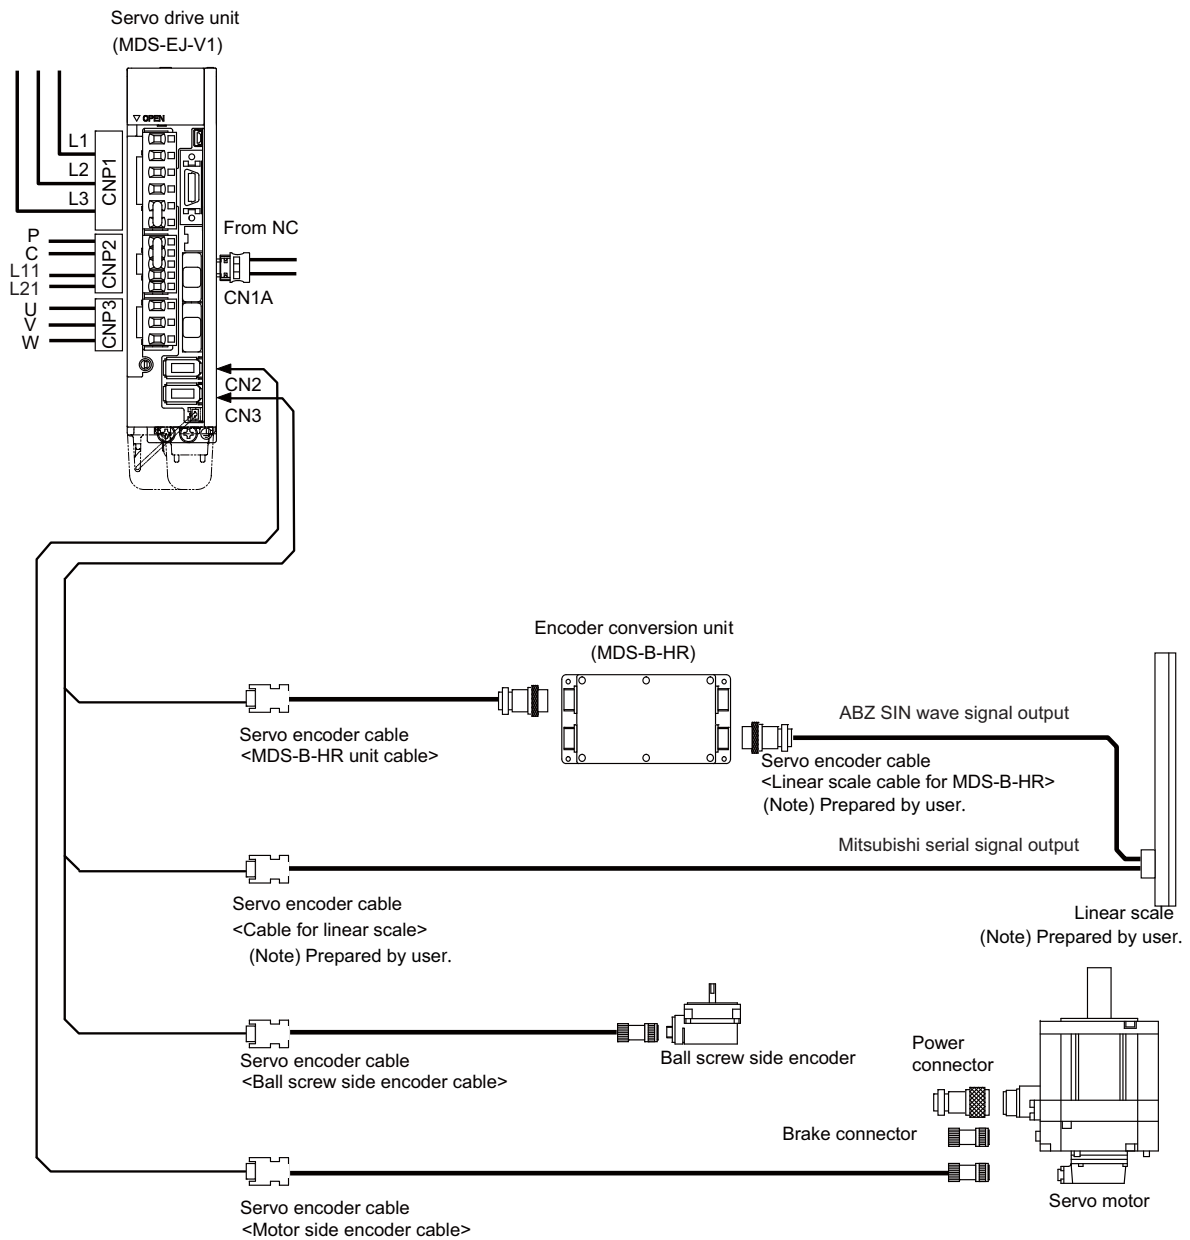 Servo drive unit
(MDS-EJ-V1)
▽ OPEN
L1
L2
L3
CNP1
From NC
P
C
L11
L21
CNP2
CN1A
U
V
W
CNP3
CN2
CN3
Encoder conversion unit
(MDS-B-HR)
ABZ SIN wave signal output
Servo encoder cable
<MDS-B-HR unit cable>
Servo encoder cable
<Linear scale cable for MDS-B-HR>
(Note) Prepared by user.
Mitsubishi serial signal output
Servo encoder cable
<Cable for linear scale>
(Note) Prepared by user.
Linear scale
(Note) Prepared by user.
Servo encoder cable
<Ball screw side encoder cable>
Ball screw side encoder
Power
connector
Brake connector
Servo encoder cable
<Motor side encoder cable>
Servo motor